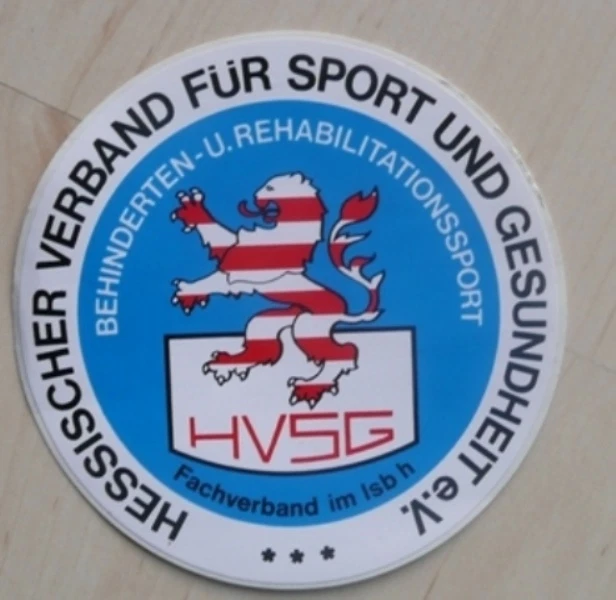 HESSISCHER VERBAND FÜR SPORT UND GESUNDHEIT e.V.
BEHINDERTEN-U.REHABILITATIONSSPORT
HVSG
Fachverband im lsb h
* * *